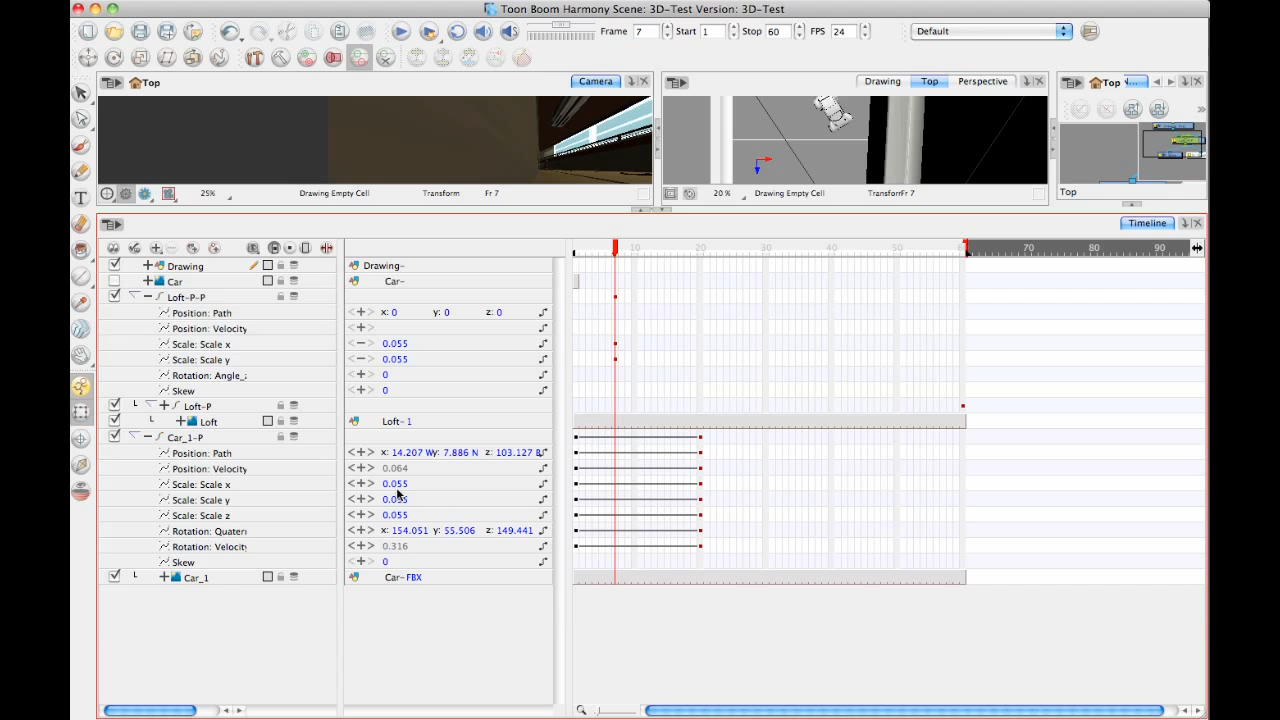 Toon Boom Harmony Scene: 3D-Test Version: 3D-Test
Frame 7 Start 1 Stop 60 FPS 24 Default
Top Camera
Drawing Top Perspective
Top
25% Drawing Empty Cell Transform Fr 7
20 % Drawing Empty Cell TransforrFr 7
Top
Timeline
10 20 30 40 50 70 80 90
Drawing Drawing-
Car Car-
Loft-P-P
Position: Path x: 0 y: 0 z: 0
Position: Velocity
Scale: Scale x 0.055
Scale: Scale y 0.055
Rotation: Angle_ 0
Skew 0
Loft-P
Loft Loft- 1
Car_1-P
Position: Path x: 14.207 y: 7.886 N z: 103.127
Position: Velocity 0.064
Scale: Scale x 0.055
Scale: Scale y 0.055
Scale: Scale z 0.055
Rotation: Quater x: 154.051 y: 55.506 z: 149.441
Rotation: Velocity 0.316
Skew 0
Car_1 Car- FBX